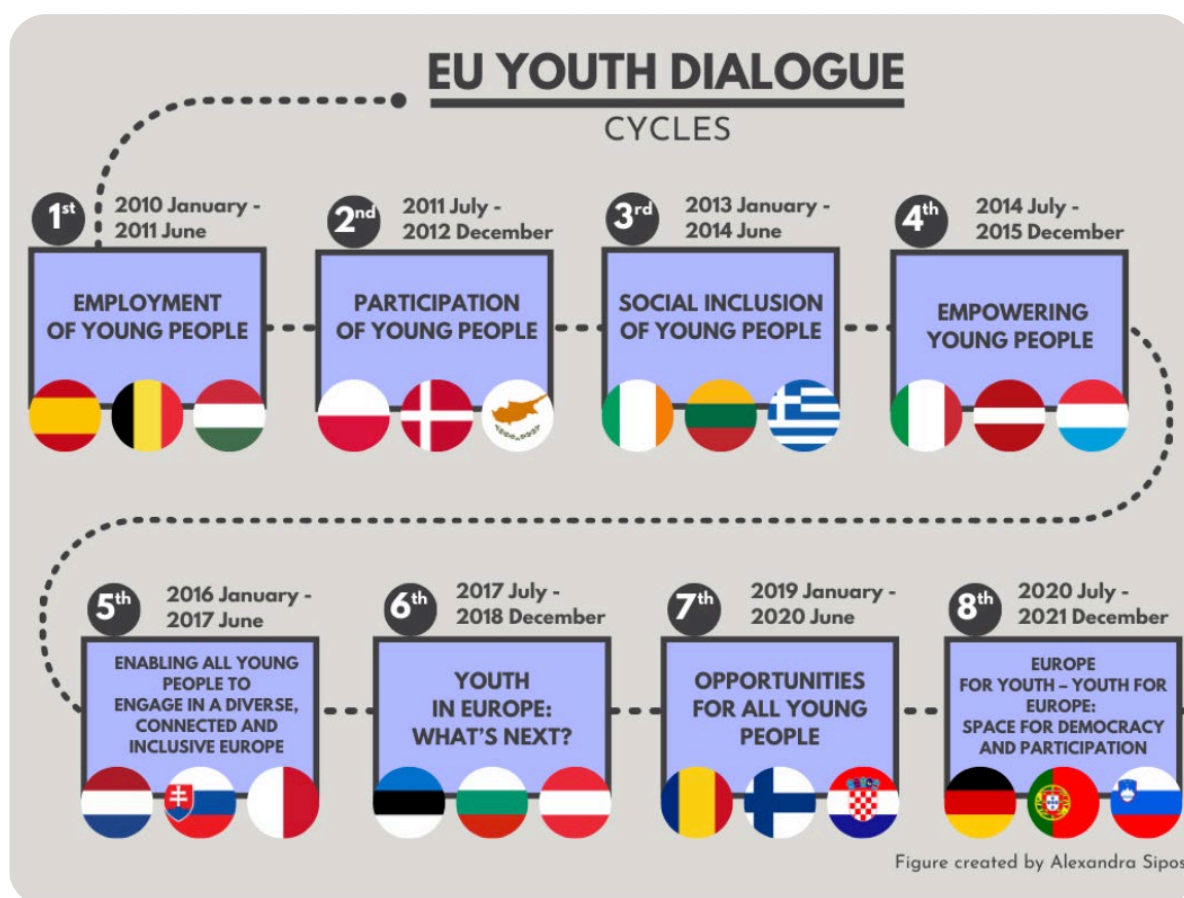 EU YOUTH DIALOGUE
CYCLES
1st
2010 January -
2011 June
EMPLOYMENT
OF YOUNG PEOPLE
2nd
2011 July -
2012 December
PARTICIPATION
OF YOUNG PEOPLE
3rd
2013 January -
2014 June
SOCIAL INCLUSION
OF YOUNG PEOPLE
4th
2014 July -
2015 December
EMPOWERING
YOUNG PEOPLE
5th
2016 January -
2017 June
ENABLING ALL YOUNG
PEOPLE TO
ENGAGE IN A DIVERSE,
CONNECTED AND
INCLUSIVE EUROPE
6th
2017 July -
2018 December
YOUTH
IN EUROPE:
WHAT'S NEXT?
7th
2019 January -
2020 June
OPPORTUNITIES
FOR ALL YOUNG
PEOPLE
8th
2020 July -
2021 December
EUROPE
FOR YOUTH – YOUTH FOR
EUROPE:
SPACE FOR DEMOCRACY
AND PARTICIPATION
Figure created by Alexandra Sipos